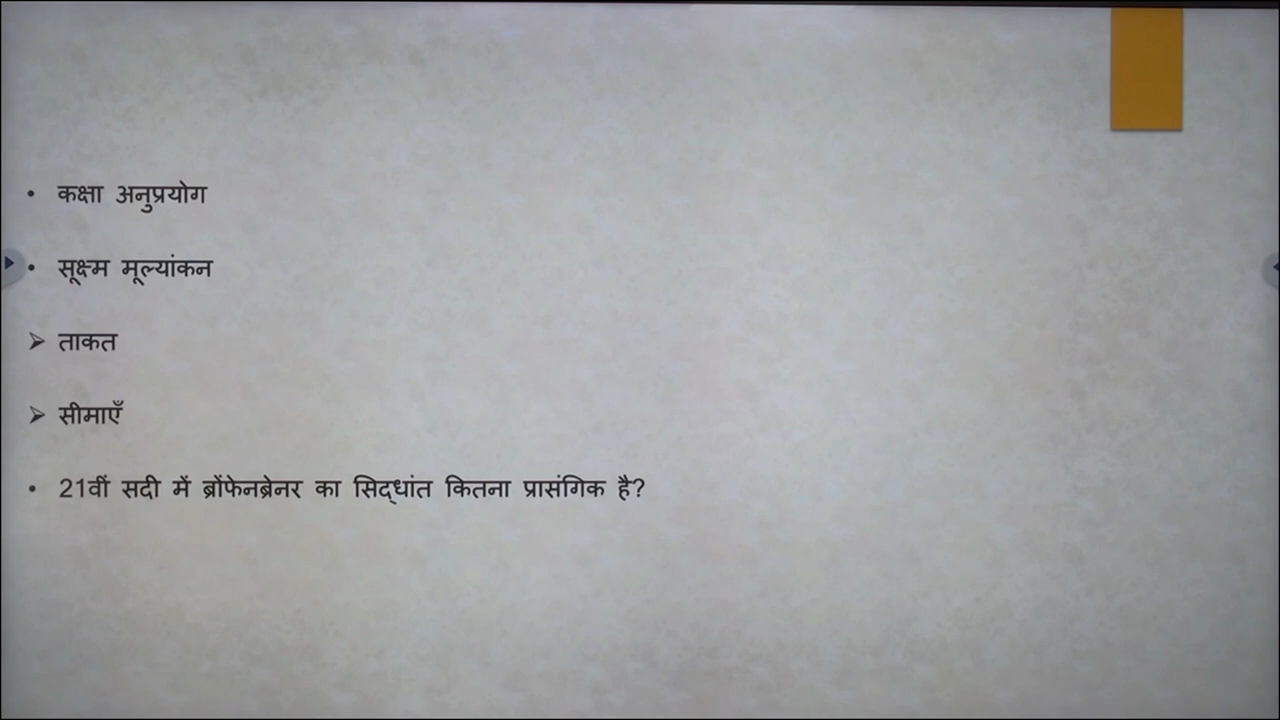 • कक्षा अनुप्रयोग
• सूक्ष्म मूल्यांकन
➢ ताकत
➢ सीमाएँ
• 21वीं सदी में ब्रोंफेनब्रेनर का सिद्धांत कितना प्रासंगिक है?